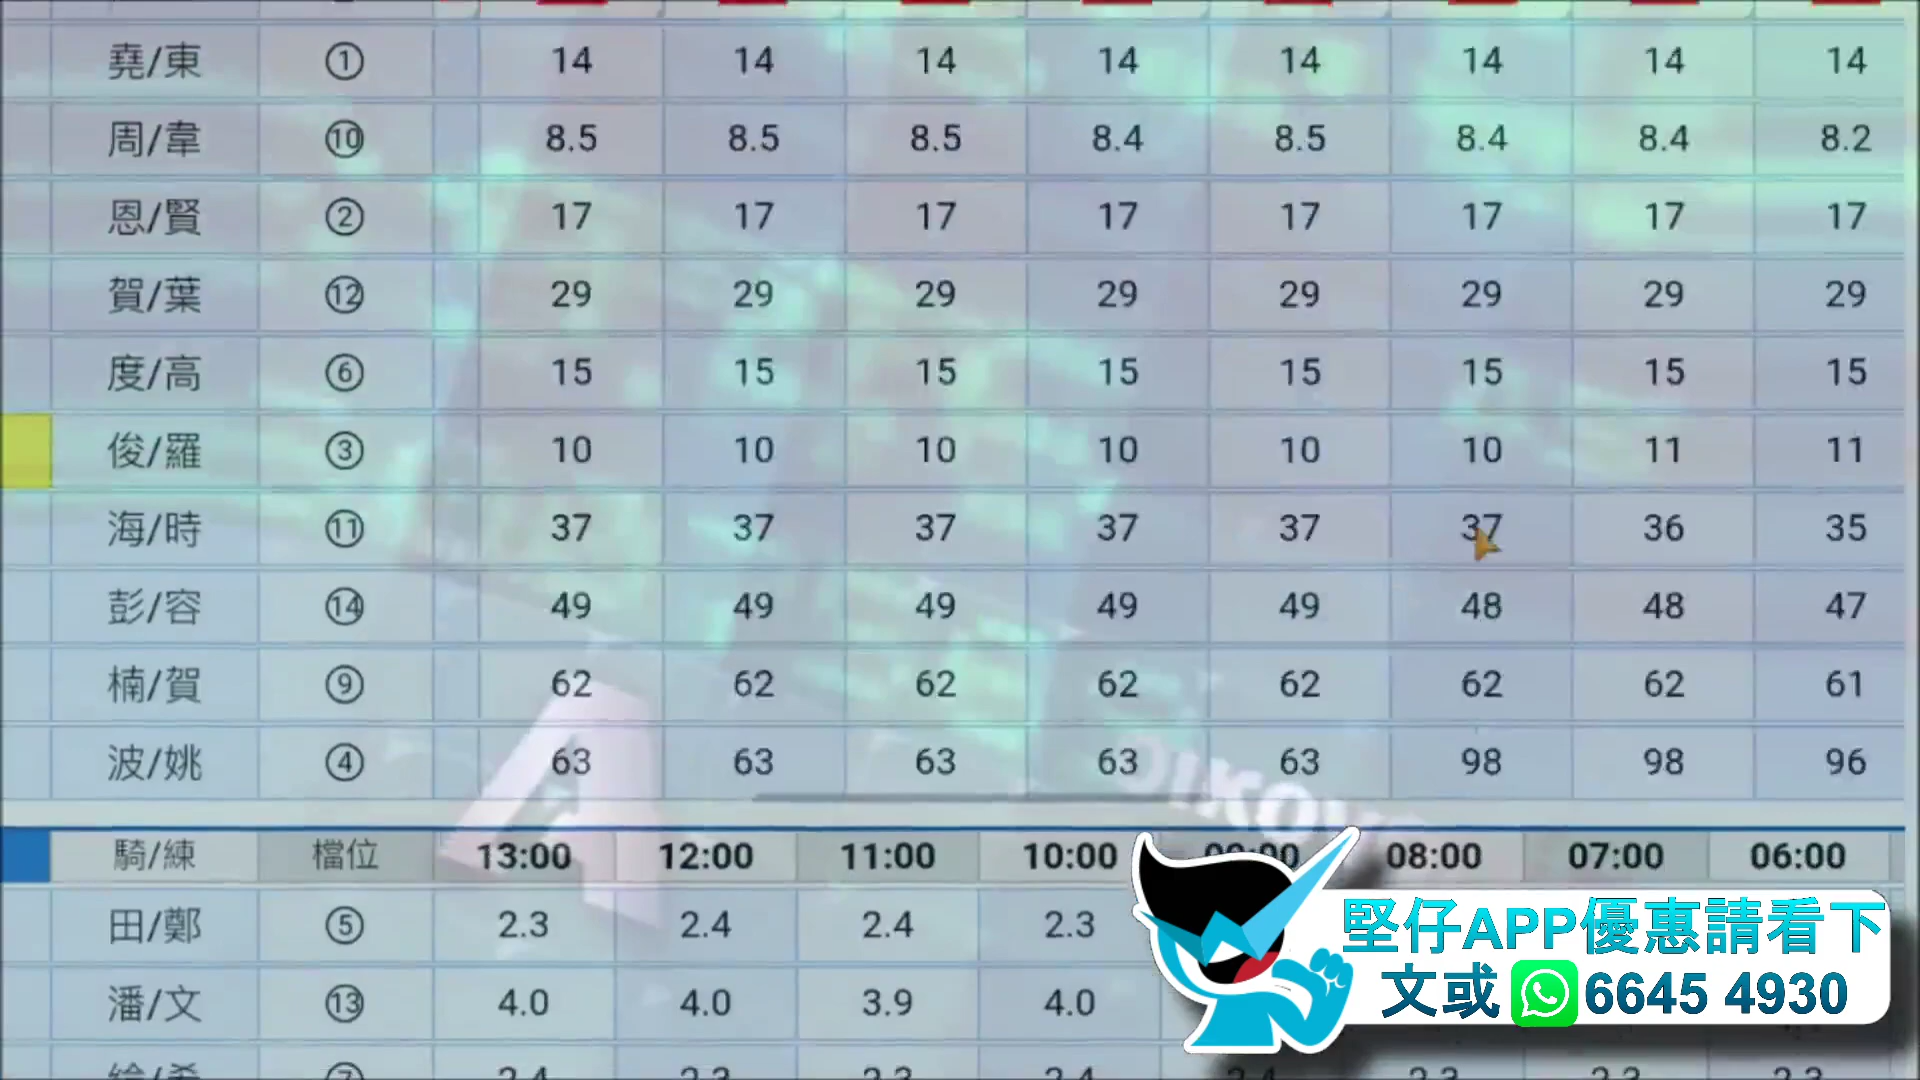 堯/東 ① 14 14 14 14 14 14 14 14
周/韋 ⑩ 8.5 8.5 8.5 8.4 8.5 8.4 8.4 8.2
恩/賢 ② 17 17 17 17 17 17 17 17
賀/葉 ⑫ 29 29 29 29 29 29 29 29
度/高 ⑥ 15 15 15 15 15 15 15 15
俊/羅 ③ 10 10 10 10 10 10 11 11
海/時 ⑪ 37 37 37 37 37 37 36 35
彭/容 ⑭ 49 49 49 49 49 48 48 47
楠/賀 ⑨ 62 62 62 62 62 62 62 61
波/姚 ④ 63 63 63 63 63 98 98 96
騎/練 檔位 13:00 12:00 11:00 10:00 09:00 08:00 07:00 06:00
田/鄭 ⑤ 2.3 2.4 2.4 2.3
潘/文 ⑬ 4.0 4.0 3.9 4.0
堅仔APP優惠請看下
文或 6645 4930